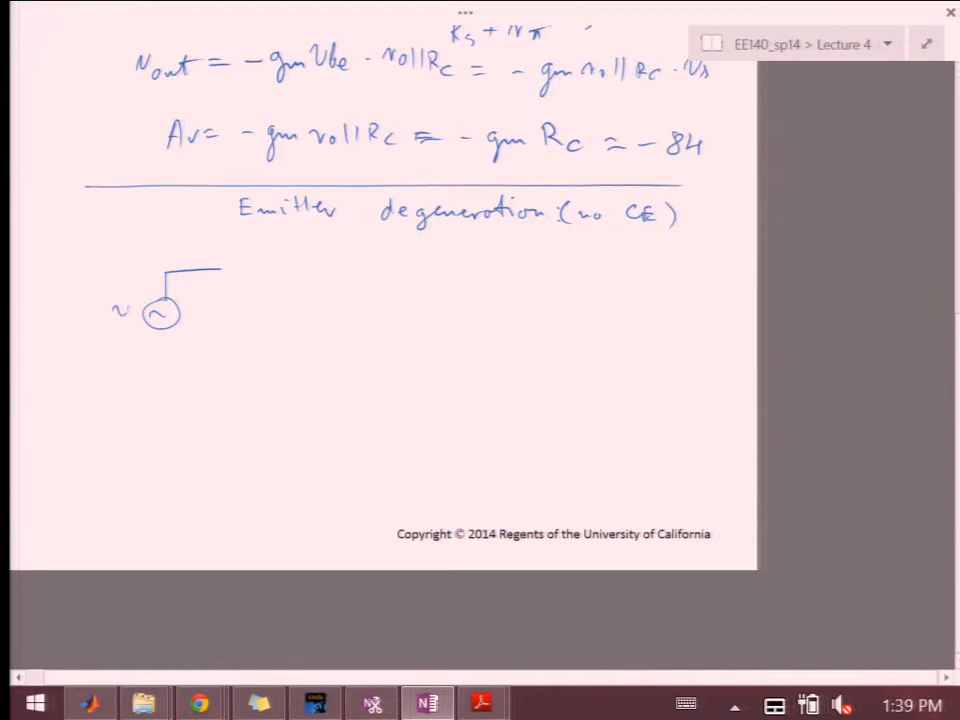 Rs + rπ
vout = - gm Vbe · ro||Rc = - gm ro||Rc · Vs
Av = - gm ro||Rc = - gm Rc ≈ - 84
Emitter degeneration: (no CE)
v ~
Copyright © 2014 Regents of the University of California
EE140_sp14 > Lecture 4
1:39 PM